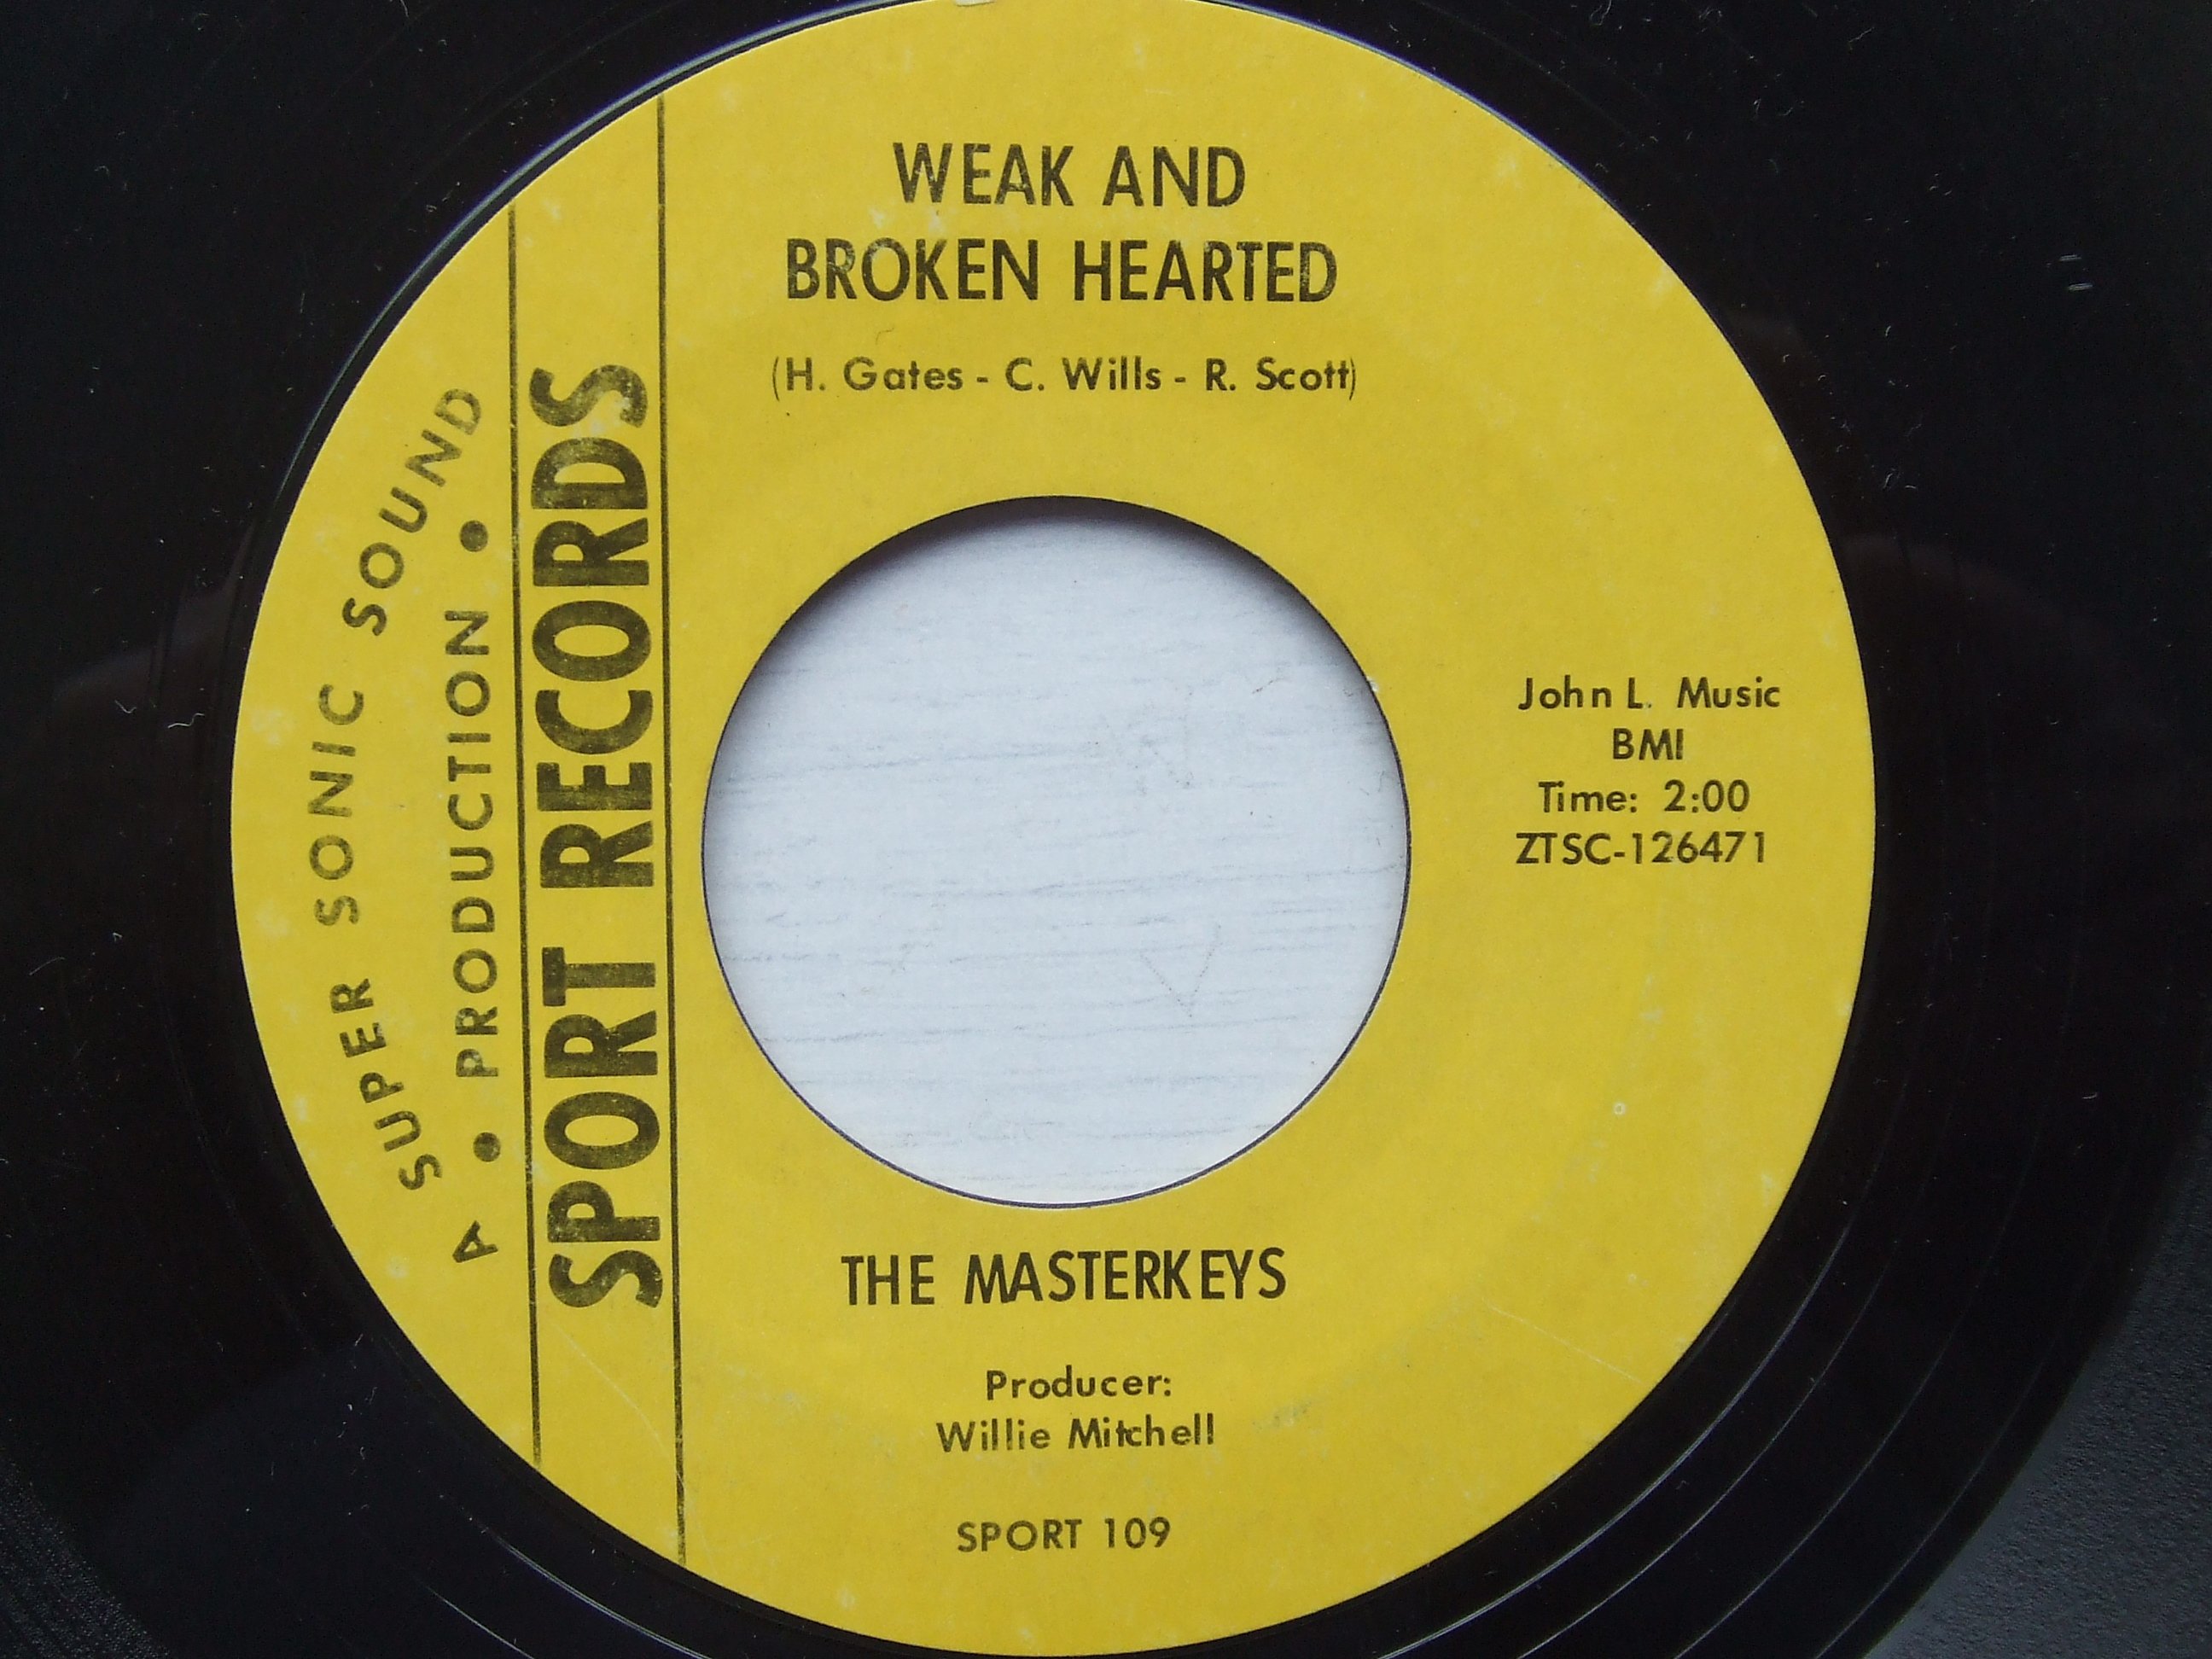 WEAK AND
BROKEN HEARTED
(H. Gates - C. Wills - R. Scott)
A SUPER SONIC SOUND
• PRODUCTION •
SPORT RECORDS
John L. Music
BMI
Time: 2:00
ZTSC-126471
THE MASTERKEYS
Producer:
Willie Mitchell
SPORT 109